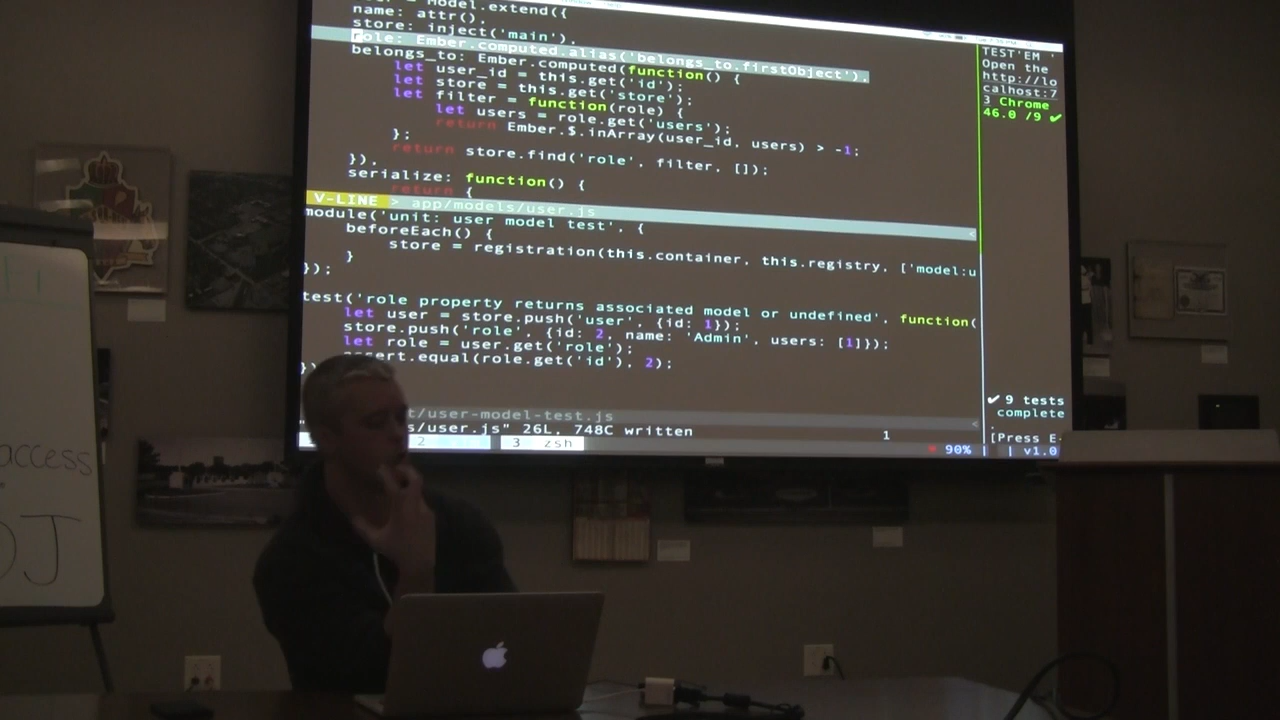 = Model.extend({
name: attr(),
store: inject('main'),
role: Ember.computed.alias('belongs_to.firstObject'),
belongs_to: Ember.computed(function() {
let user_id = this.get('id');
let store = this.get('store');
let filter = function(role) {
let users = role.get('users');
return Ember.$.inArray(user_id, users) > -1;
};
return store.find('role', filter, []);
}),
serialize: function() {
return {
V-LINE > app/models/user.js
module('unit: user model test', {
beforeEach() {
store = registration(this.container, this.registry, ['model:u
}
});
test('role property returns associated model or undefined', function(
let user = store.push('user', {id: 1});
store.push('role', {id: 2, name: 'Admin', users: [1]});
let role = user.get('role');
assert.equal(role.get('id'), 2);
})
t/user-model-test.js
s/user.js" 26L, 748C written
1
2
3 zsh
90%
TEST'EM '
Open the
http://lo
calhost:7
3 Chrome
46.0 /9 ✔
✔ 9 tests
complete
.
[Press E
| v1.0
FI
access
DJ